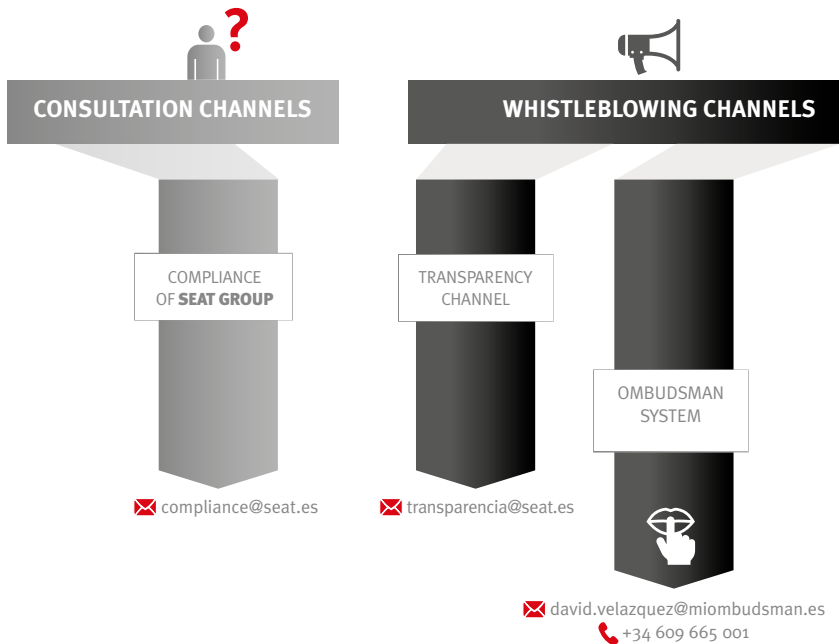 ?
CONSULTATION CHANNELS
WHISTLEBLOWING CHANNELS
COMPLIANCE
OF SEAT GROUP
TRANSPARENCY
CHANNEL
OMBUDSMAN
SYSTEM
compliance@seat.es
transparencia@seat.es
david.velazquez@miombudsman.es
+34 609 665 001